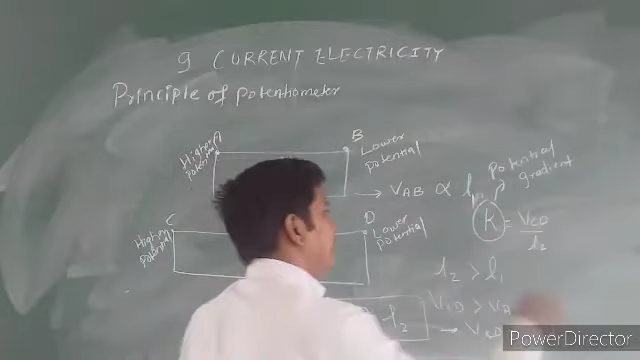 9 CURRENT ELECTRICITY
Principle of potentiometer
A
B
Higher
potential
Lower
potential
Potential
gradient
→ VAB ∝ l
C
D
Higher
potential
Lower
potential
K = VCD
l2
l2 > l1
VCD > VA
l2
→ VCD
PowerDirector